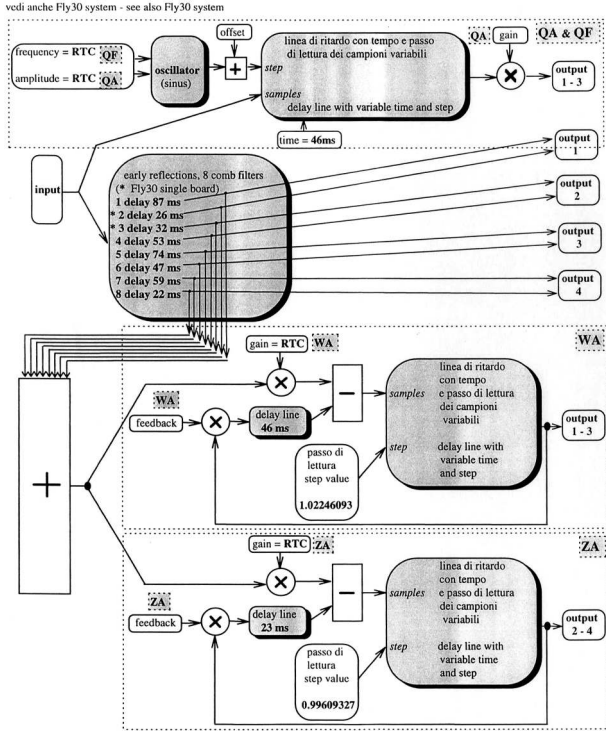 vedi anche Fly30 system - see also Fly30 system
offset
QA gain QA & QF
frequency = RTC QF
amplitude = RTC QA
oscillator
(sinus)
+
linea di ritardo con tempo e passo
di lettura dei campioni variabili
step
samples
delay line with variable time and step
×
output
1 - 3
time = 46ms
input
early reflections, 8 comb filters
(* Fly30 single board)
1 delay 87 ms
* 2 delay 26 ms
* 3 delay 32 ms
4 delay 53 ms
5 delay 74 ms
6 delay 47 ms
7 delay 59 ms
8 delay 22 ms
output
1
output
2
output
3
output
4
+
WA
gain = RTC WA
×
−
WA
feedback
×
delay line
46 ms
linea di ritardo
con tempo
samples e passo di lettura
dei campioni
variabili
step delay line with
variable time
and step
passo di
lettura
step value
1.02246093
output
1 - 3
ZA
gain = RTC ZA
×
−
ZA
feedback
×
delay line
23 ms
linea di ritardo
con tempo
samples e passo di lettura
dei campioni
variabili
step delay line with
variable time
and step
passo di
lettura
step value
0.99609327
output
2 - 4